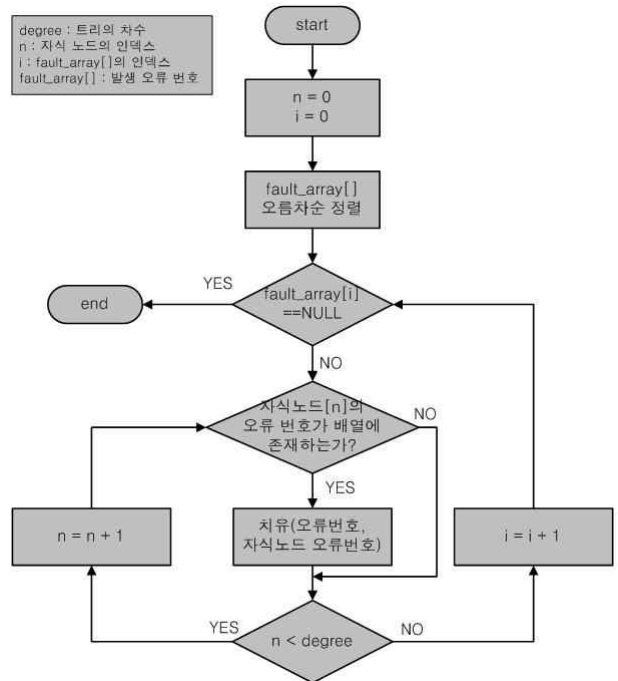 degree : 트리의 차수
n : 자식 노드의 인덱스
i : fault_array[]의 인덱스
fault_array[] : 발생 오류 번호
start
n = 0
i = 0
fault_array[]
오름차순 정렬
YES
fault_array[i]
==NULL
end
NO
자식노드[n]의
오류 번호가 배열에
존재하는가?
NO
YES
n = n + 1
치유(오류번호,
자식노드 오류번호)
i = i + 1
YES
n < degree
NO